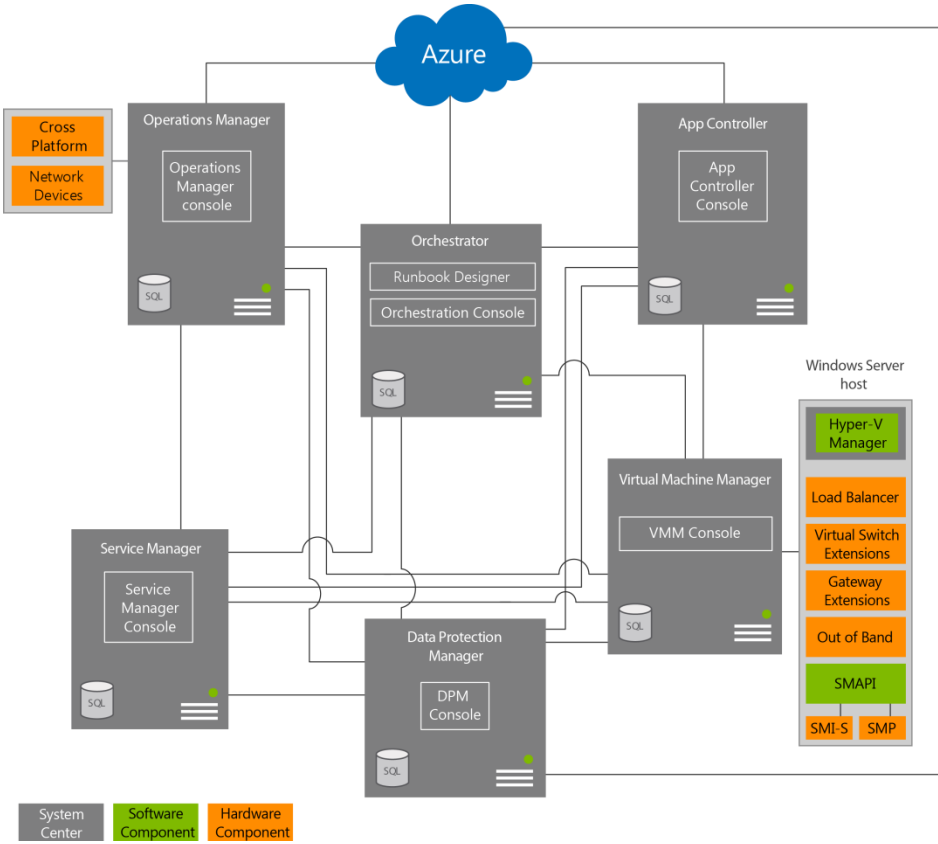 Azure
Operations Manager
Operations
Manager
console
SQL
Cross
Platform
Network
Devices
App Controller
App
Controller
Console
SQL
Orchestrator
Runbook Designer
Orchestration Console
SQL
Windows Server
host
Hyper-V
Manager
Load Balancer
Virtual Switch
Extensions
Gateway
Extensions
Out of Band
SMAPI
SMI-S
SMP
Virtual Machine Manager
VMM Console
SQL
Service Manager
Service
Manager
Console
SQL
Data Protection
Manager
DPM
Console
SQL
System
Center
Software
Component
Hardware
Component